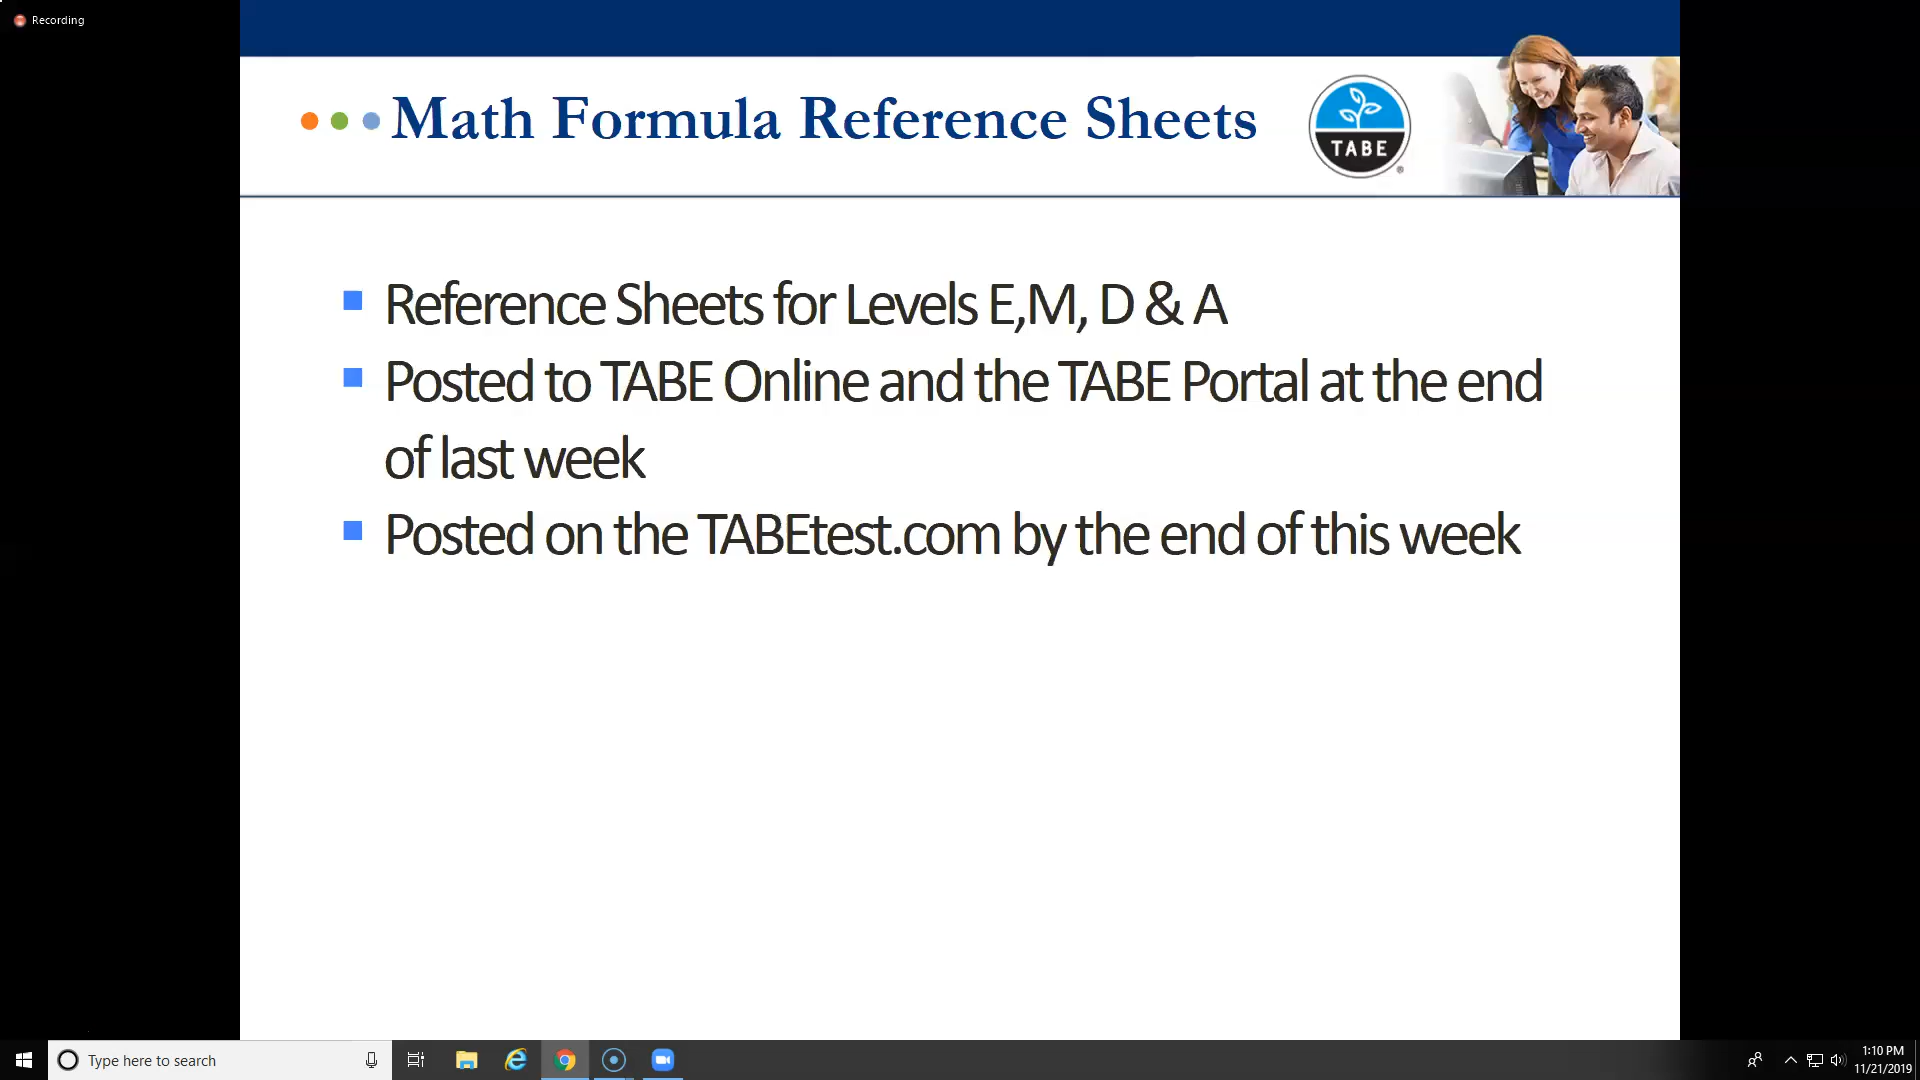 Recording
Math Formula Reference Sheets
TABE
®
Reference Sheets for Levels E,M, D & A
Posted to TABE Online and the TABE Portal at the end
of last week
Posted on the TABEtest.com by the end of this week
Type here to search
1:10 PM
11/21/2019